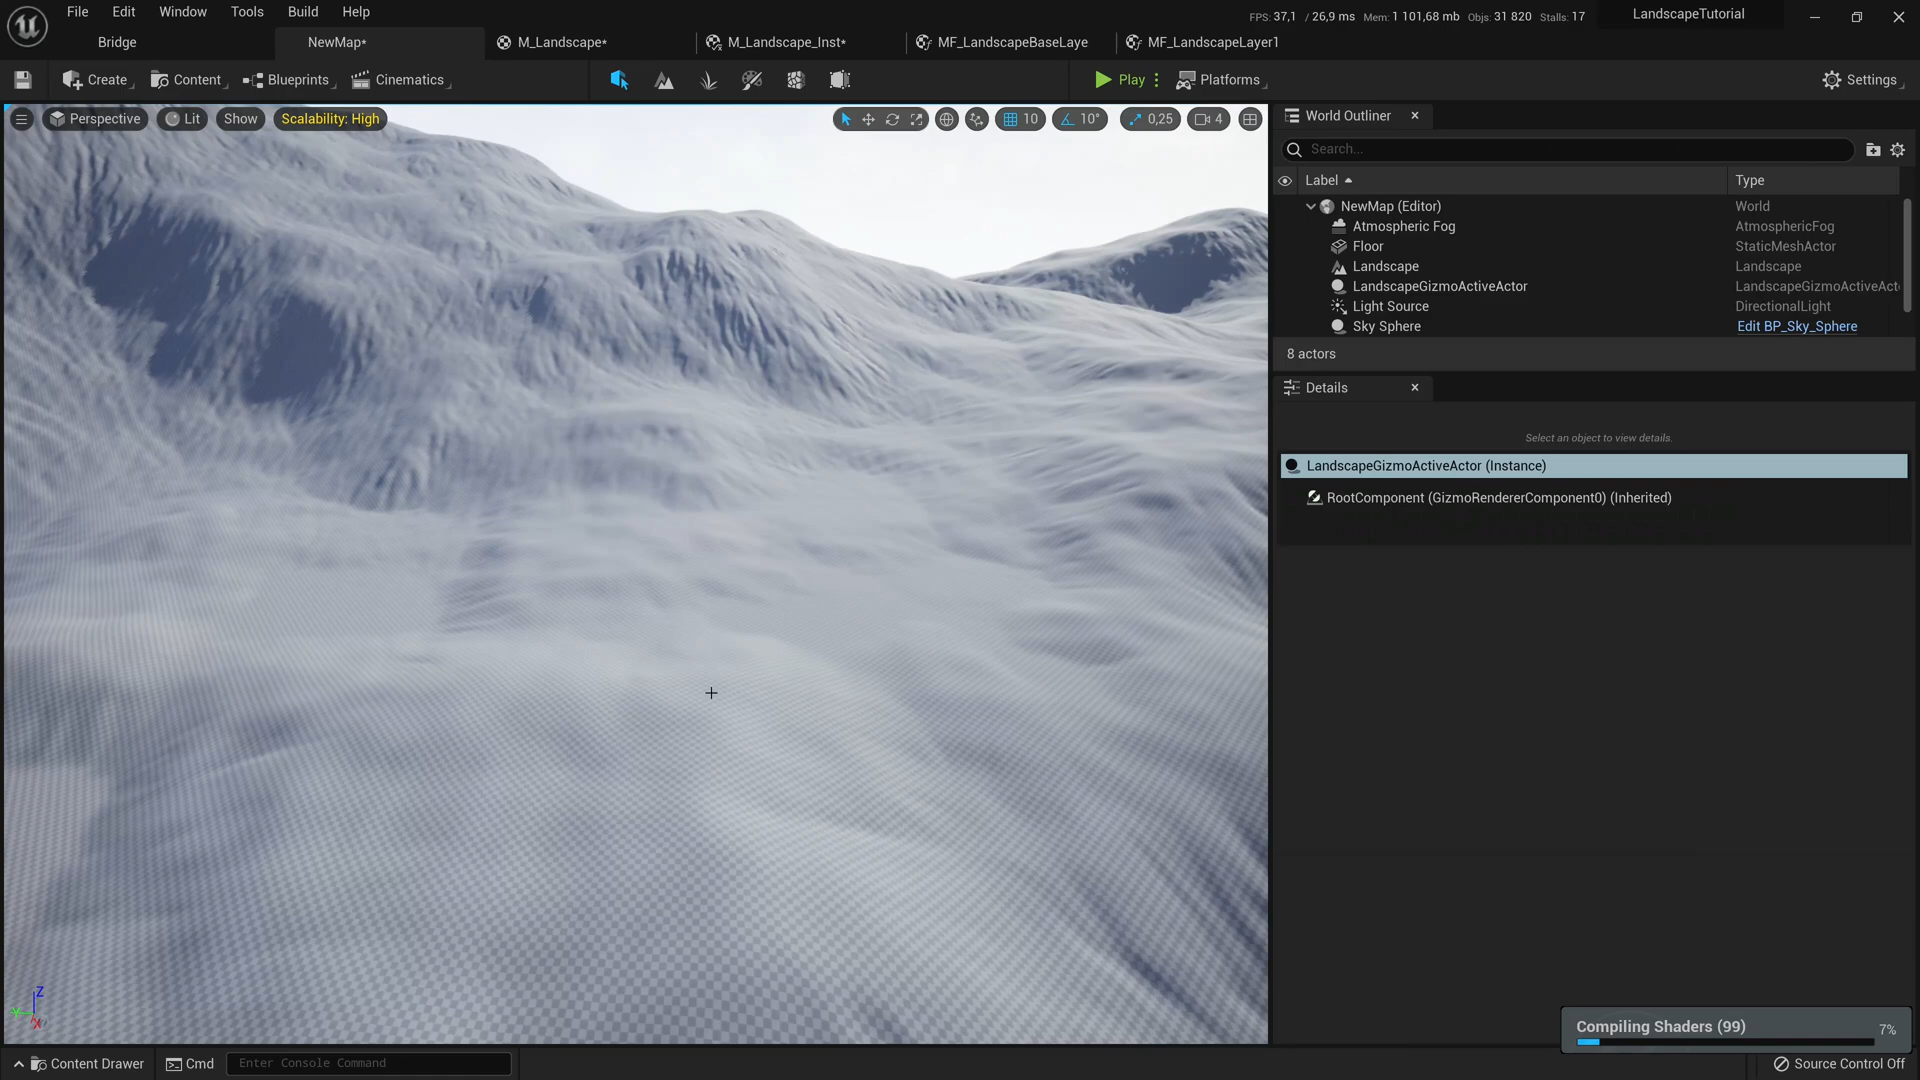 File Edit Window Tools Build Help
FPS: 37,1 / 26,9 ms Mem: 1 101,68 mb Objs: 31 820 Stalls: 17
LandscapeTutorial
Bridge
NewMap*
M_Landscape*
M_Landscape_Inst*
MF_LandscapeBaseLaye
MF_LandscapeLayer1
Create
Content
Blueprints
Cinematics
Play
Platforms
Settings
Perspective
Lit
Show
Scalability: High
10
10°
0,25
4
World Outliner
Search...
Label
Type
NewMap (Editor) World
Atmospheric Fog AtmosphericFog
Floor StaticMeshActor
Landscape Landscape
LandscapeGizmoActiveActor LandscapeGizmoActiveAct
Light Source DirectionalLight
Sky Sphere Edit BP_Sky_Sphere
8 actors
Details
Select an object to view details.
LandscapeGizmoActiveActor (Instance)
RootComponent (GizmoRendererComponent0) (Inherited)
Z
Y
X
Compiling Shaders (99)
7%
Content Drawer
Cmd
Enter Console Command
Source Control Off